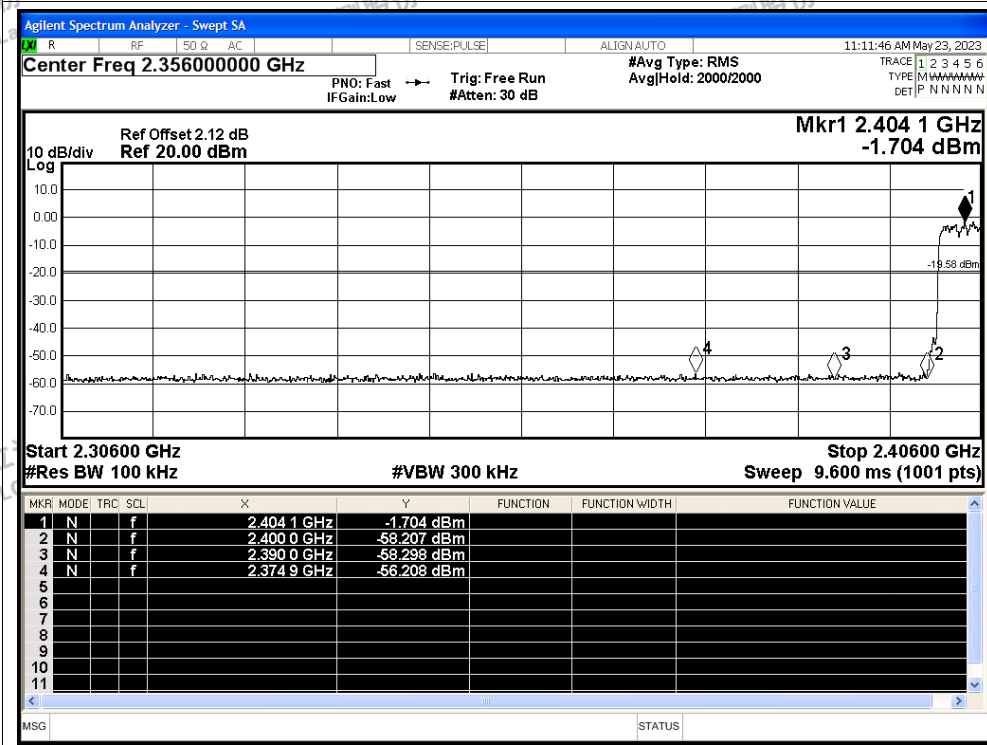 Agilent Spectrum Analyzer - Swept SA
LXI R RF 50 Ω AC SENSE:PULSE ALIGN AUTO 11:11:46 AM May 23, 2023
Center Freq 2.356000000 GHz
PNO: Fast
IFGain:Low
Trig: Free Run
#Atten: 30 dB
#Avg Type: RMS
Avg|Hold: 2000/2000
TRACE 1 2 3 4 5 6
TYPE M
DET P N N N N N
Ref Offset 2.12 dB
Ref 20.00 dBm
10 dB/div
Log
Mkr1 2.404 1 GHz
-1.704 dBm
10.0
0.00
-10.0
-20.0
-30.0
-40.0
-50.0
-60.0
-70.0
1
-19.58 dBm
4
3
2
Start 2.30600 GHz Stop 2.40600 GHz
#Res BW 100 kHz #VBW 300 kHz Sweep 9.600 ms (1001 pts)
MKR MODE TRC SCL X Y FUNCTION FUNCTION WIDTH FUNCTION VALUE
1 N f 2.404 1 GHz -1.704 dBm
2 N f 2.400 0 GHz -58.207 dBm
3 N f 2.390 0 GHz -58.298 dBm
4 N f 2.374 9 GHz -56.208 dBm
5
6
7
8
9
10
11
MSG STATUS